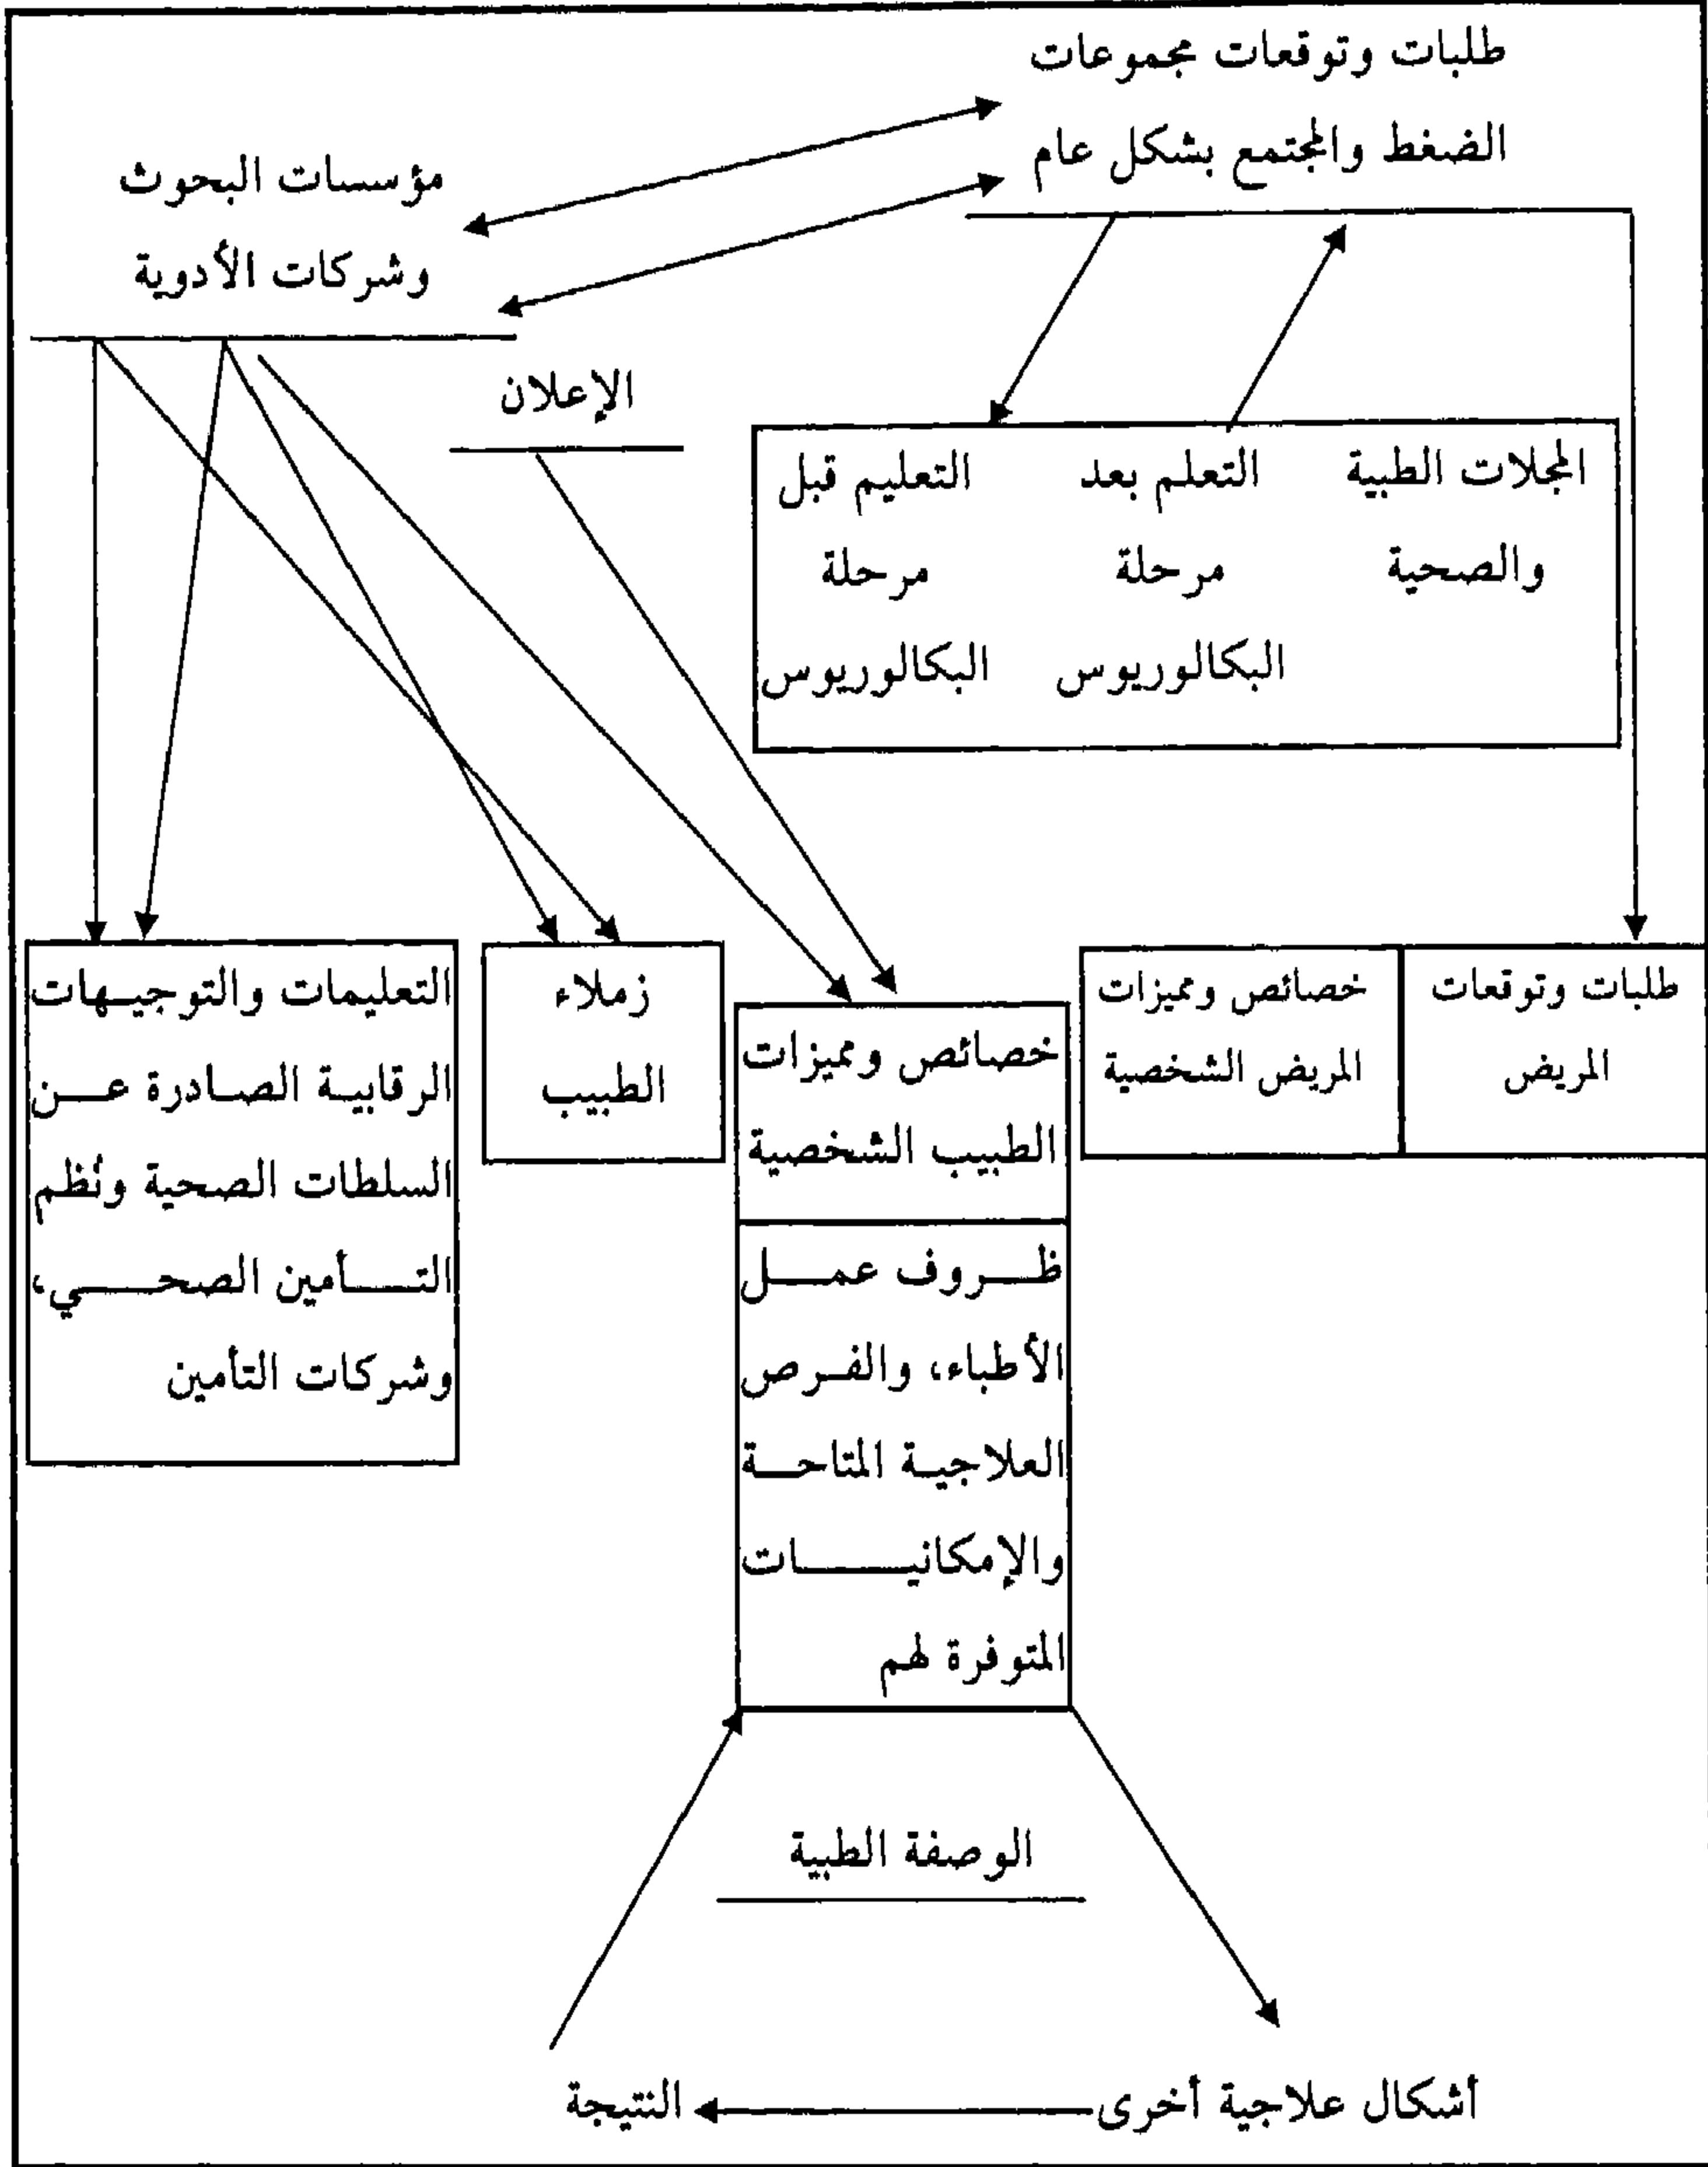 طلبات وتوقعات مجموعات
الضغط والمجتمع بشكل عام
مؤسسات البحوث
وشركات الأدوية
الإعلان
المجلات الطبية
والصحية
التعلم بعد
مرحلة
البكالوريوس
التعليم قبل
مرحلة
البكالوريوس
طلبات وتوقعات
المريض
خصائص ومميزات
المريض الشخصية
خصائص ومميزات
الطبيب الشخصية
ظروف عمل
الأطباء، والفرص
العلاجية المتاحة
والإمكانيات
المتوفرة لهم
زملاء
الطبيب
التعليمات والتوجيهات
الرقابية الصادرة عن
السلطات الصحية ونُظم
التأمين الصحي،
وشركات التأمين
الوصفة الطبية
أشكال علاجية أخرى
النتيجة